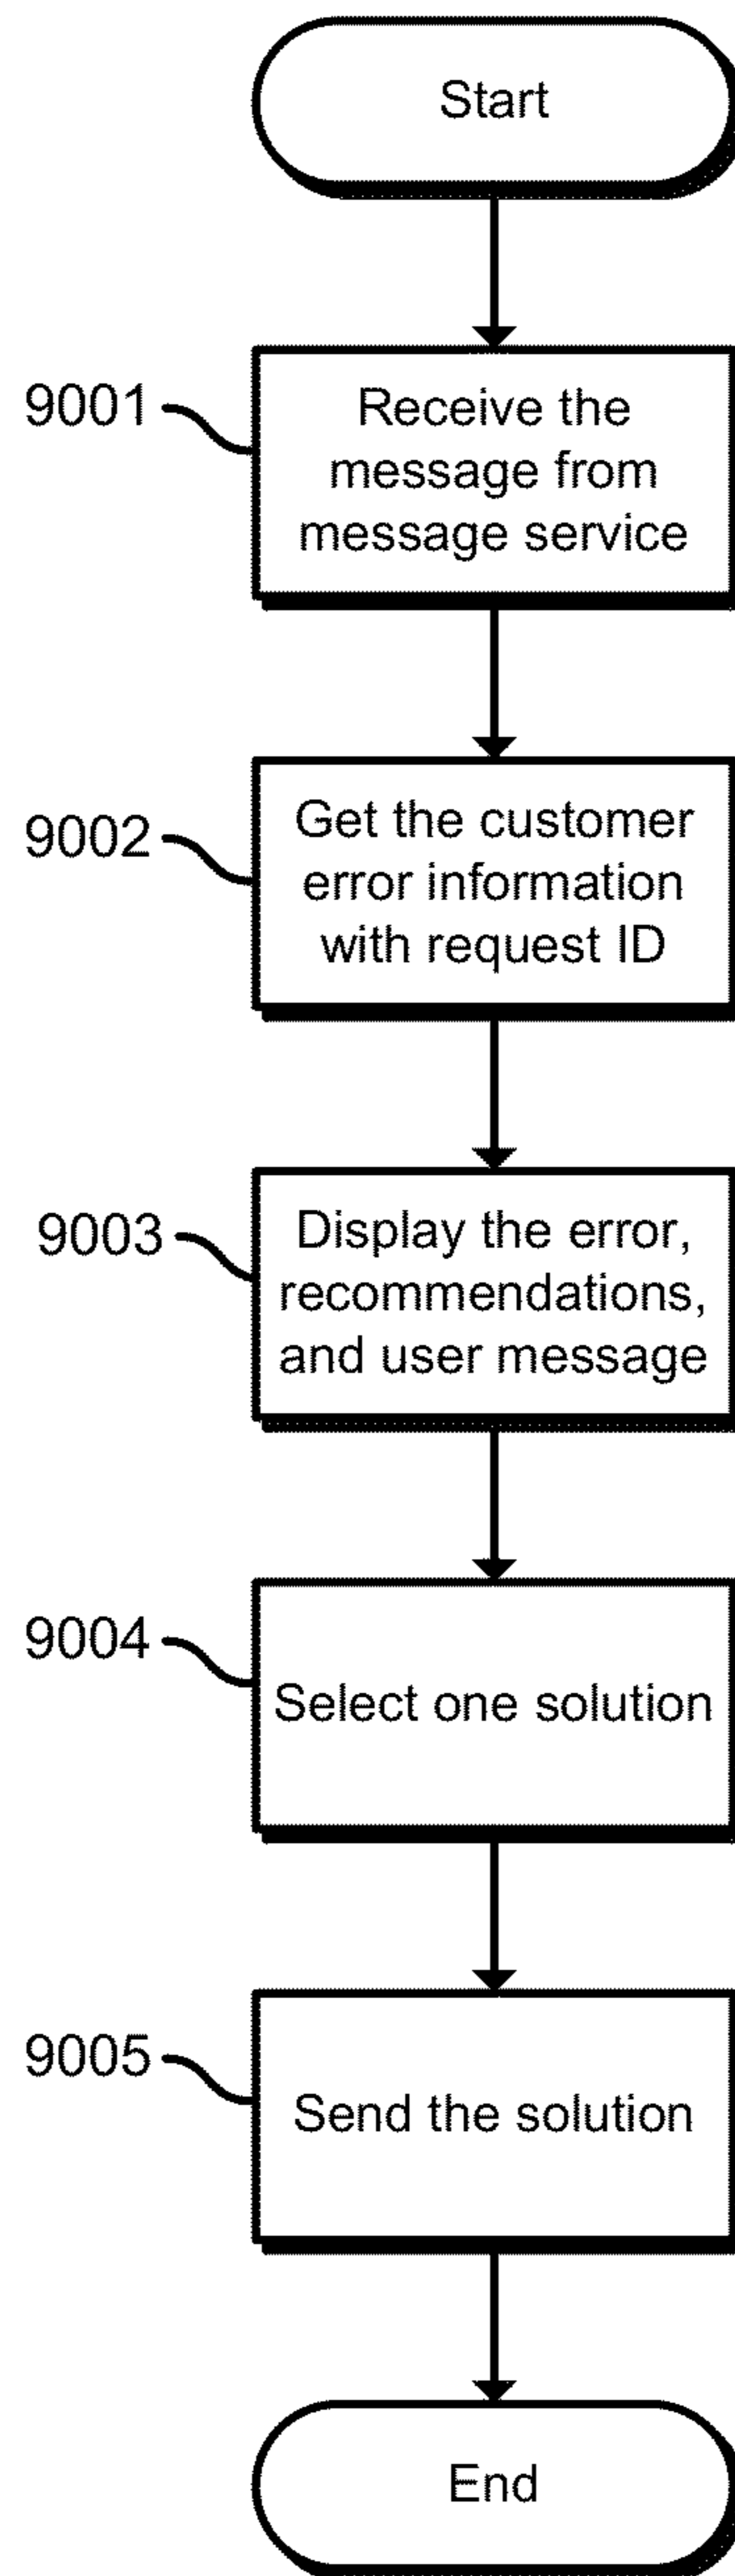 Start
9001
Receive the
message from
message service
9002
Get the customer
error information
with request ID
9003
Display the error,
recommendations,
and user message
9004
Select one solution
9005
Send the solution
End